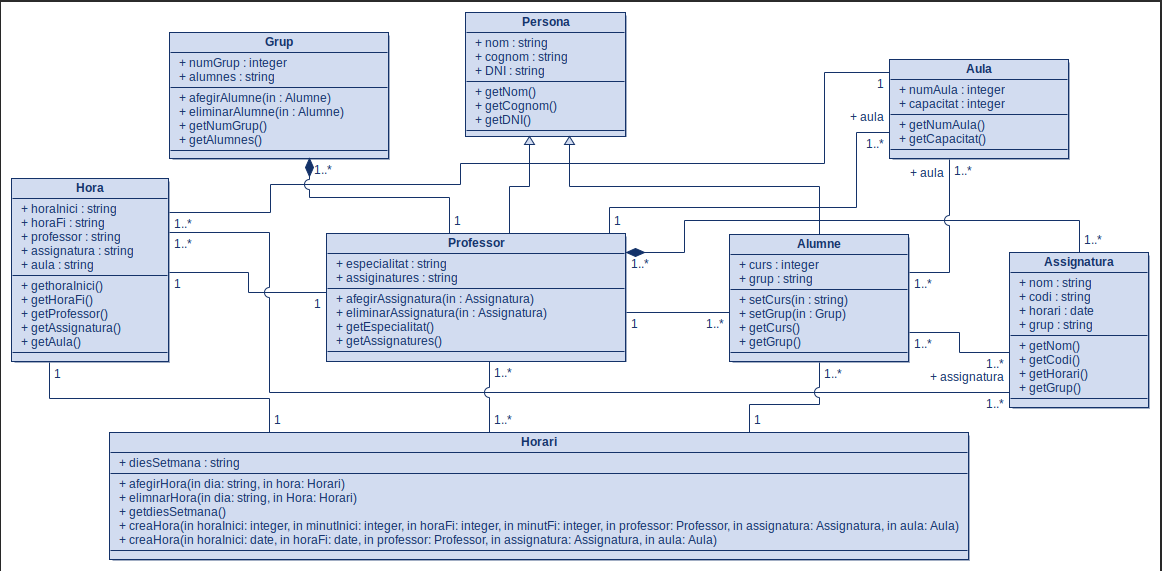 Grup
+ numGrup : integer
+ alumnes : string
+ afegirAlumne(in : Alumne)
+ eliminarAlumne(in : Alumne)
+ getNumGrup()
+ getAlumnes()
1..*
Persona
+ nom : string
+ cognom : string
+ DNI : string
+ getNom()
+ getCognom()
+ getDNI()
Aula
+ numAula : integer
+ capacitat : integer
+ getNumAula()
+ getCapacitat()
1
+ aula
1..*
+ aula
1..*
Hora
+ horaInici : string
+ horaFi : string
+ professor : string
+ assignatura : string
+ aula : string
+ gethoraInici()
+ getHoraFi()
+ getProfessor()
+ getAssignatura()
+ getAula()
1..*
1..*
1
1
Professor
+ especialitat : string
+ assiginatures : string
+ afegirAssignatura(in : Assignatura)
+ eliminarAssignatura(in : Assignatura)
+ getEspecialitat()
+ getAssignatures()
1
1
1
1..*
1
1..*
Alumne
+ curs : integer
+ grup : string
+ setCurs(in : string)
+ setGrup(in : Grup)
+ getCurs()
+ getGrup()
1..*
1..*
1..*
1..*
Assignatura
+ nom : string
+ codi : string
+ horari : date
+ grup : string
+ getNom()
+ getCodi()
+ getHorari()
+ getGrup()
1..*
1..*
+ assignatura
1..*
1
1..*
1
Horari
+ diesSetmana : string
+ afegirHora(in dia: string, in hora: Horari)
+ elimnarHora(in dia: string, in Hora: Horari)
+ getdiesSetmana()
+ creaHora(in horaInici: integer, in minutInici: integer, in horaFi: integer, in minutFi: integer, in professor: Professor, in assignatura: Assignatura, in aula: Aula)
+ creaHora(in horaInici: date, in horaFi: date, in professor: Professor, in assignatura: Assignatura, in aula: Aula)